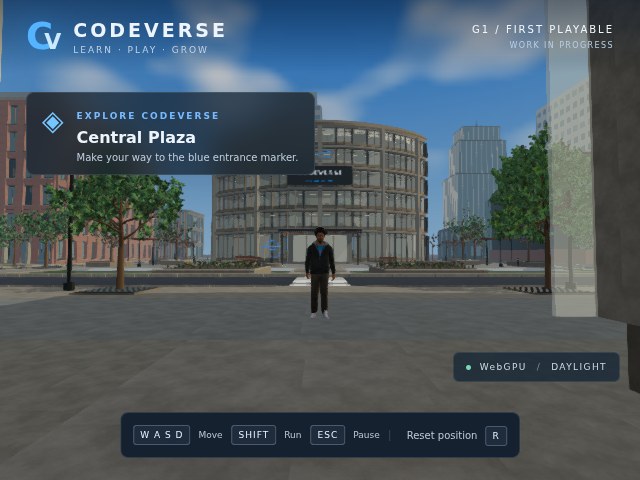 Cv CODEVERSE
LEARN · PLAY · GROW
G1 / FIRST PLAYABLE
WORK IN PROGRESS
EXPLORE CODEVERSE
Central Plaza
Make your way to the blue entrance marker.
WebGPU / DAYLIGHT
W A S D Move SHIFT Run ESC Pause | Reset position R